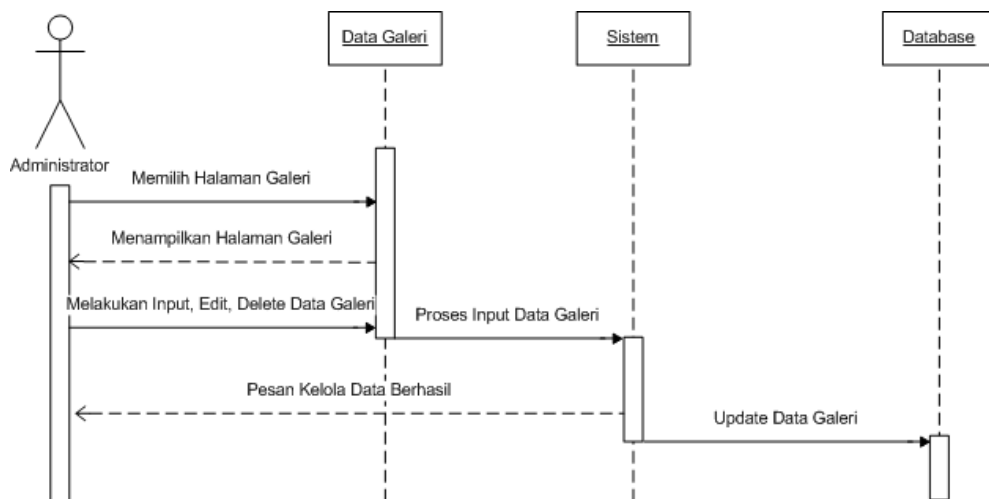 Data Galeri
Sistem
Database
Administrator
Memilih Halaman Galeri
Menampilkan Halaman Galeri
Melakukan Input, Edit, Delete Data Galeri
Proses Input Data Galeri
Pesan Kelola Data Berhasil
Update Data Galeri